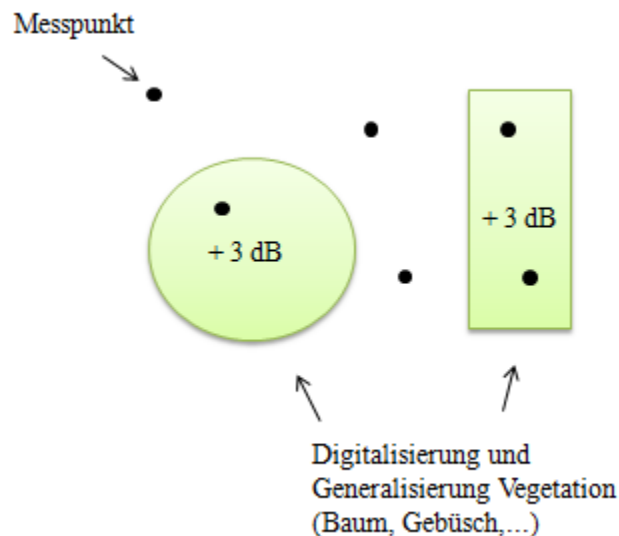 Messpunkt
+ 3 dB
+ 3 dB
Digitalisierung und
Generalisierung Vegetation
(Baum, Gebüsch,...)